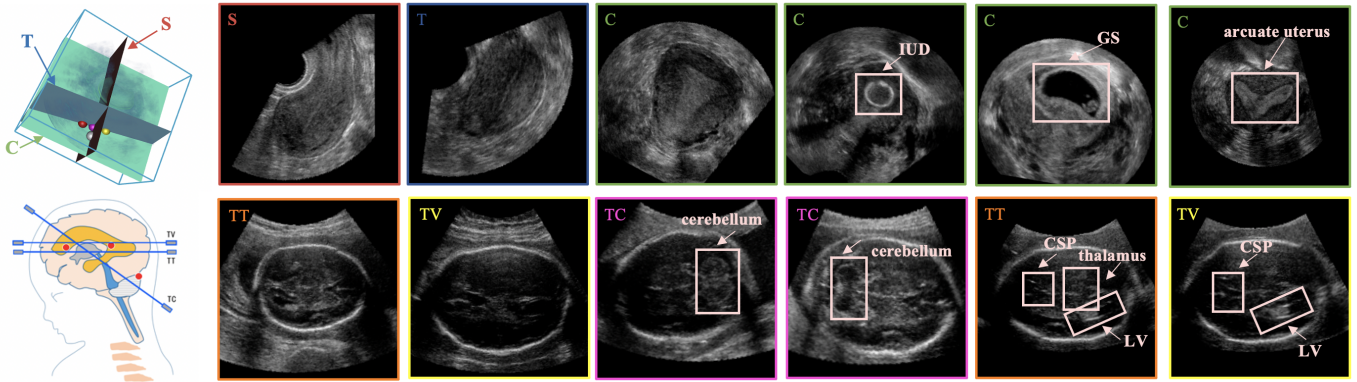 S
T
C
S
T
C
C
IUD
C
GS
C
arcuate uterus
TV
TT
TC
TT
TV
TC
cerebellum
TC
cerebellum
TT
CSP
thalamus
LV
TV
CSP
LV